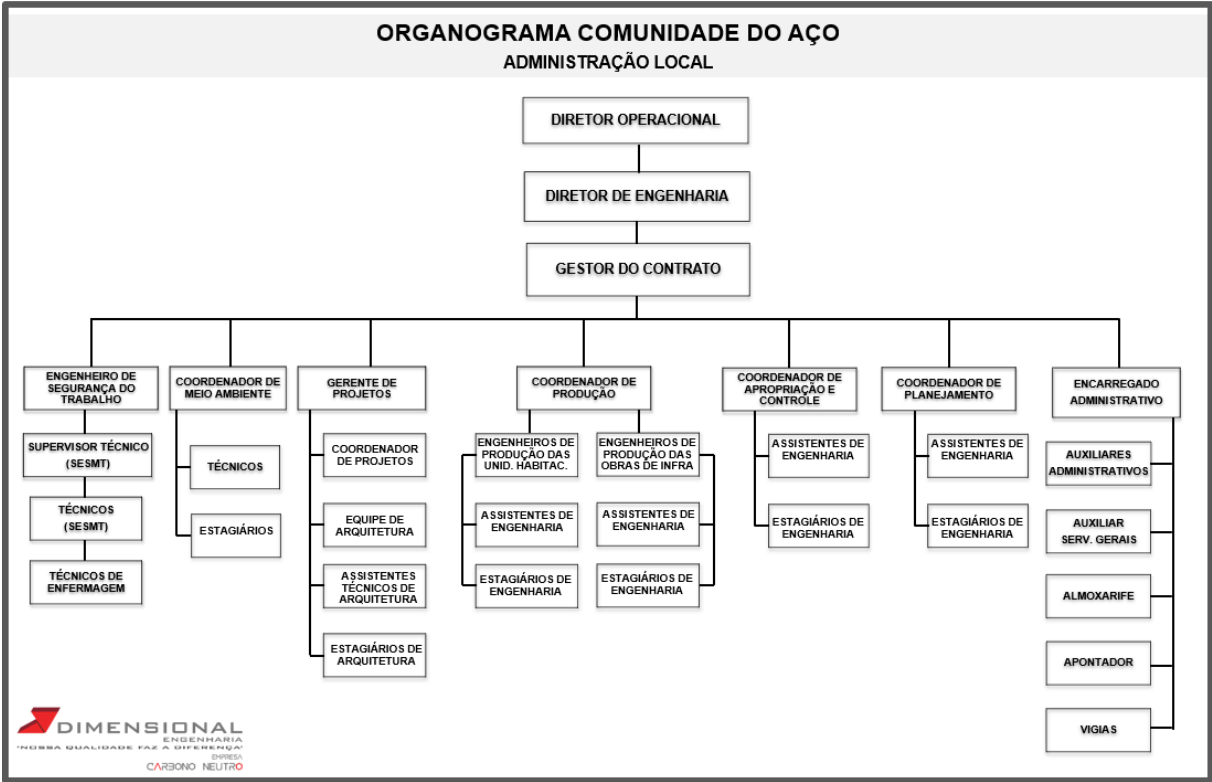 ORGANOGRAMA COMUNIDADE DO AÇO
ADMINISTRAÇÃO LOCAL
DIRETOR OPERACIONAL
DIRETOR DE ENGENHARIA
GESTOR DO CONTRATO
ENGENHEIRO DE
SEGURANÇA DO
TRABALHO
SUPERVISOR TÉCNICO
(SESMT)
TÉCNICOS
(SESMT)
TÉCNICOS DE
ENFERMAGEM
COORDENADOR DE
MEIO AMBIENTE
TÉCNICOS
ESTAGIÁRIOS
GERENTE DE
PROJETOS
COORDENADOR
DE PROJETOS
EQUIPE DE
ARQUITETURA
ASSISTENTES
TÉCNICOS DE
ARQUITETURA
ESTAGIÁRIOS DE
ARQUITETURA
COORDENADOR DE
PRODUÇÃO
ENGENHEIROS DE
PRODUÇÃO DAS
UNID. HABITAC.
ASSISTENTES DE
ENGENHARIA
ESTAGIÁRIOS DE
ENGENHARIA
ENGENHEIROS DE
PRODUÇÃO DAS
OBRAS DE INFRA
ASSISTENTES DE
ENGENHARIA
ESTAGIÁRIOS DE
ENGENHARIA
COORDENADOR DE
APROPRIAÇÃO E
CONTROLE
ASSISTENTES DE
ENGENHARIA
ESTAGIÁRIOS DE
ENGENHARIA
COORDENADOR DE
PLANEJAMENTO
ASSISTENTES DE
ENGENHARIA
ESTAGIÁRIOS DE
ENGENHARIA
ENCARREGADO
ADMINISTRATIVO
AUXILIARES
ADMINISTRATIVOS
AUXILIAR
SERV. GERAIS
ALMOXARIFE
APONTADOR
VIGIAS
DIMENSIONAL
ENGENHARIA
"NOSSA QUALIDADE FAZ A DIFERENÇA"
EMPRESA
CARBONO NEUTRO